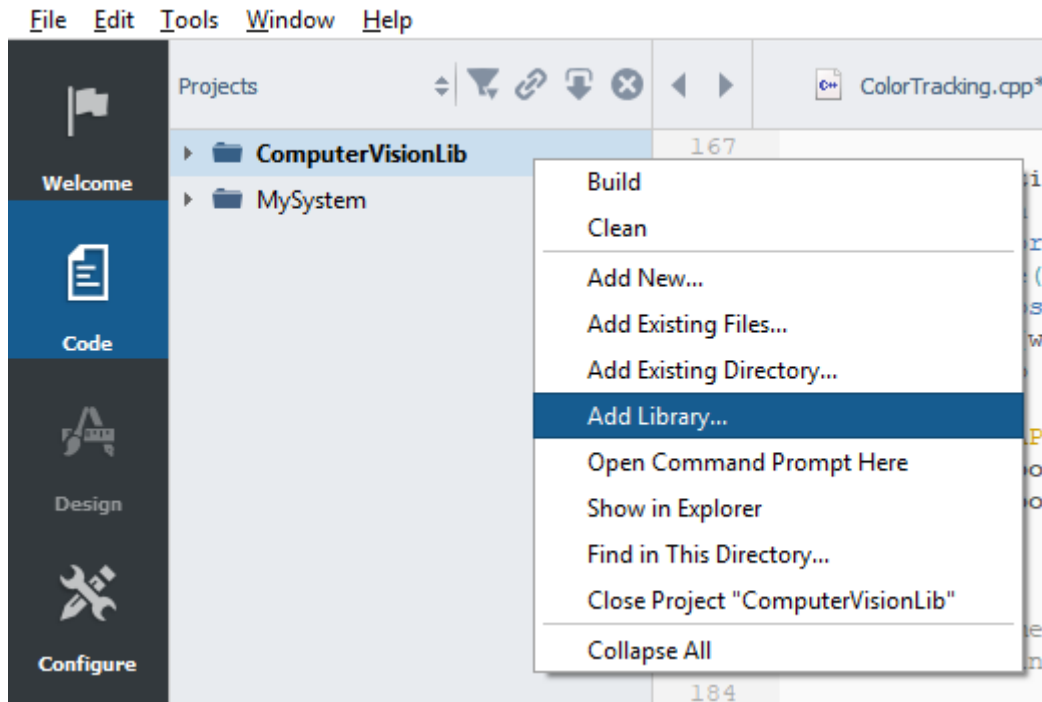 File Edit Tools Window Help
Projects
ColorTracking.cpp*
Welcome
Code
Design
Configure
ComputerVisionLib
MySystem
167
Build
Clean
Add New...
Add Existing Files...
Add Existing Directory...
Add Library...
Open Command Prompt Here
Show in Explorer
Find in This Directory...
Close Project "ComputerVisionLib"
Collapse All
184